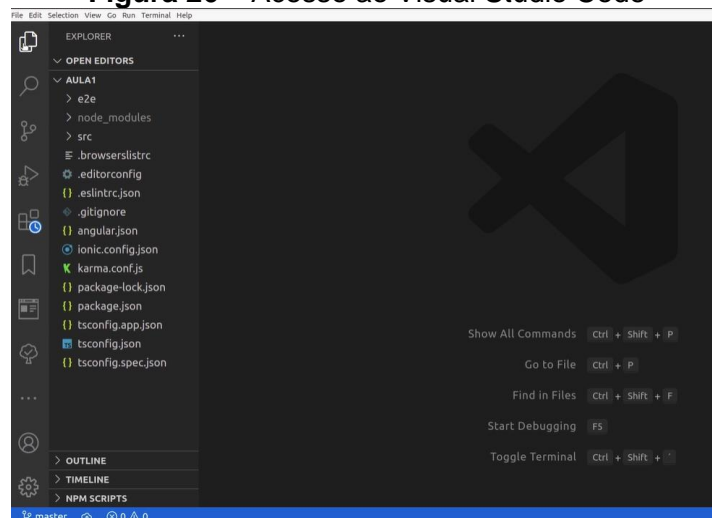 Figura 20 – Acesso ao Visual Studio Code
File Edit Selection View Go Run Terminal Help
EXPLORER
OPEN EDITORS
AULA1
e2e
node_modules
src
.browserslistrc
.editorconfig
.eslintrc.json
.gitignore
angular.json
ionic.config.json
karma.conf.js
package-lock.json
package.json
tsconfig.app.json
tsconfig.json
tsconfig.spec.json
Show All Commands Ctrl + Shift + P
Go to File Ctrl + P
Find in Files Ctrl + Shift + F
Start Debugging F5
Toggle Terminal Ctrl + Shift + `
OUTLINE
TIMELINE
NPM SCRIPTS
master 0 0